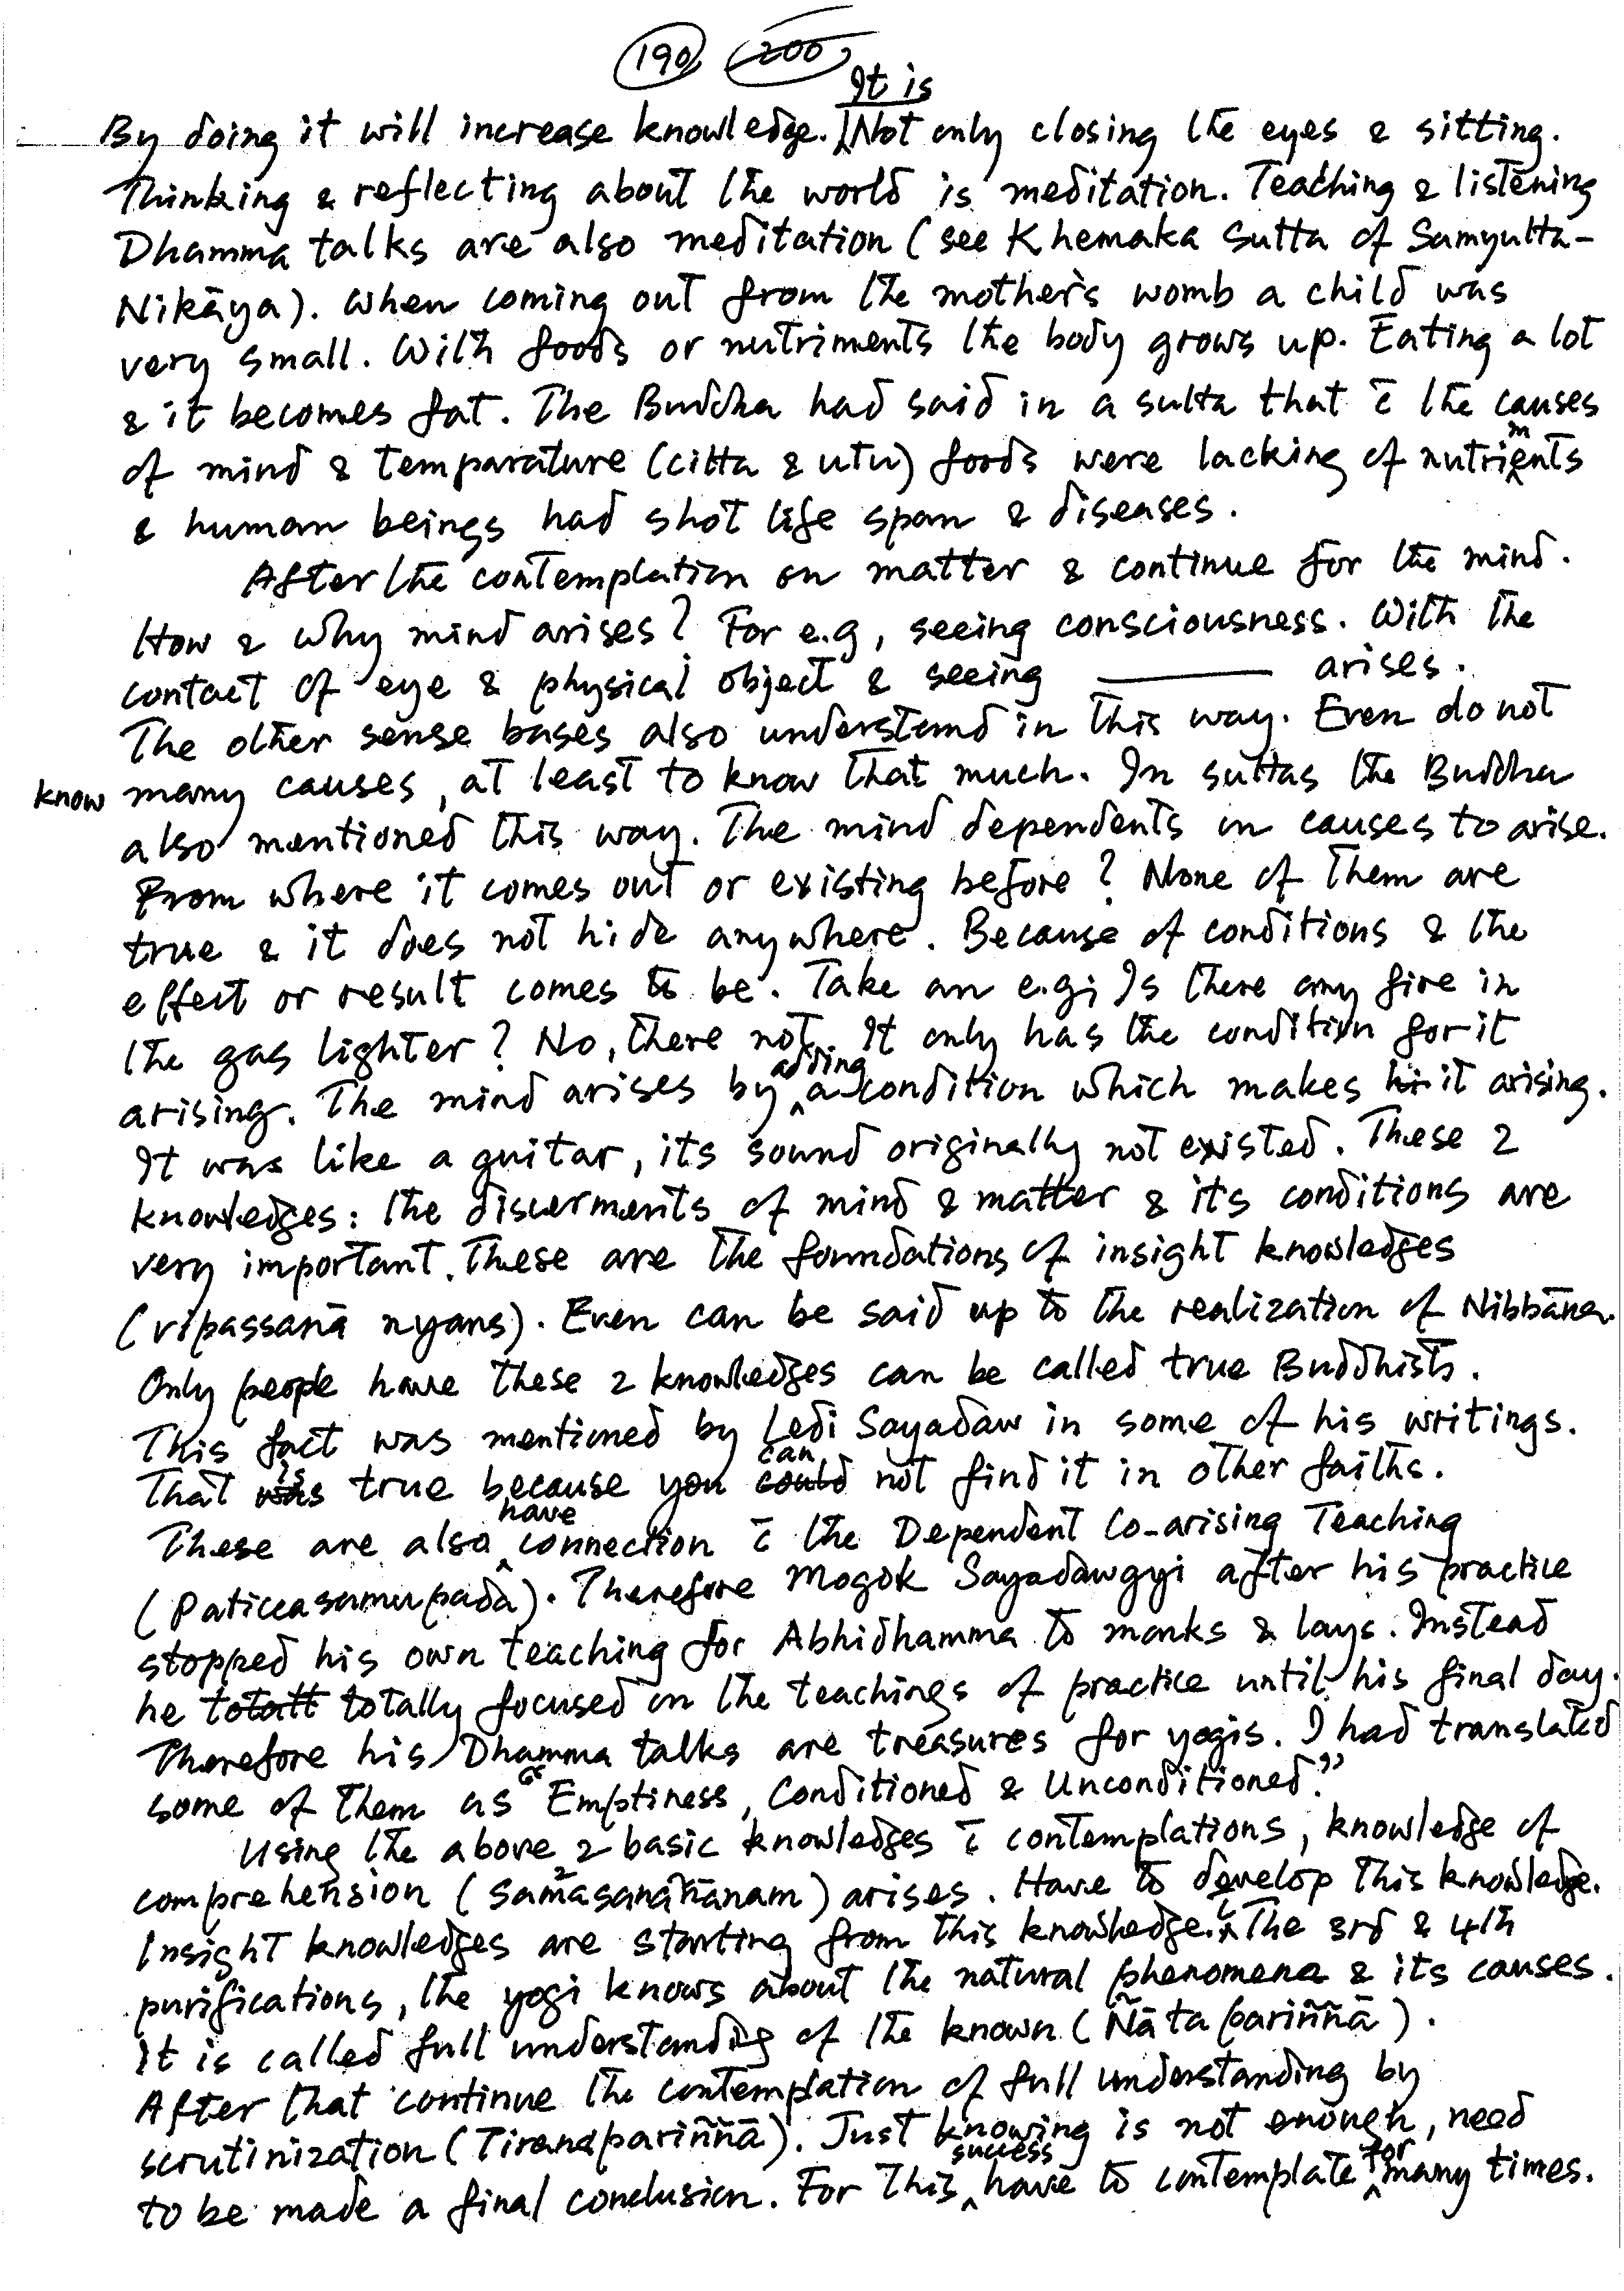 190 200
By doing it will increase knowledge. It is Not only closing the eyes & sitting.
Thinking & reflecting about the world is meditation. Teaching & listening
Dhamma talks are also meditation (see Khemaka Sutta of Samyutta-
Nikāya). When coming out from the mother's womb a child was
very small. With foods or nutriments the body grows up. Eating a lot
& it becomes fat. The Buddha had said in a sutta that c̄ the causes
of mind & temparature (citta & utu) foods were lacking of nutriments
& human beings had shot life span & diseases.
After the contemplation on matter & continue for the mind.
How & why mind arises? For e.g, seeing consciousness. With the
contact of eye & physical object & seeing ——— arises.
The other sense bases also understand in this way. Even do not
know many causes, at least to know that much. In suttas the Buddha
also mentioned this way. The mind dependents on causes to arise.
From where it comes out or existing before? None of them are
true & it does not hide anywhere. Because of conditions & the
effect or result comes to be. Take an e.g; Is there any fire in
the gas lighter? No, there not. It only has the condition for it
arising. The mind arises by adding a condition which makes it arising.
It was like a guitar, its sound originally not existed. These 2
knowledges: the discerments of mind & matter & its conditions are
very important. These are the foundations of insight knowledges
(vipassanā nyans). Even can be said up to the realization of Nibbāna.
Only people have these 2 knowledges can be called true Buddhists.
This fact was mentioned by Ledi Sayadaw in some of his writings.
That was is true because you could can not find it in other faiths.
These are also have connection c̄ the Dependent Co-arising Teaching
(Paticcasamupadā). Therefore Mogok Sayadawgyi after his practice
stopped his own teaching for Abhidhamma to monks & lays. Instead
he totatt totally focused on the teachings of practice until his final day.
Therefore his Dhamma talks are treasures for yogis. I had translated
some of them as "Emptiness, Conditioned & Unconditioned."
Using the above 2 basic knowledges c̄ contemplations, knowledge of
comprehension (samāsanañānam) arises. Have to develop this knowledge.
Insight knowledges are starting from this knowledge. The 3rd & 4th
purifications, the yogi knows about the natural phenomena & its causes.
It is called full understanding of the known (Ñāta pariññā).
After that continue the contemplation of full understanding by
scrutinization (Tirana pariññā). Just knowing is not enough, need
to be made a final conclusion. For this success have to contemplate for many times.